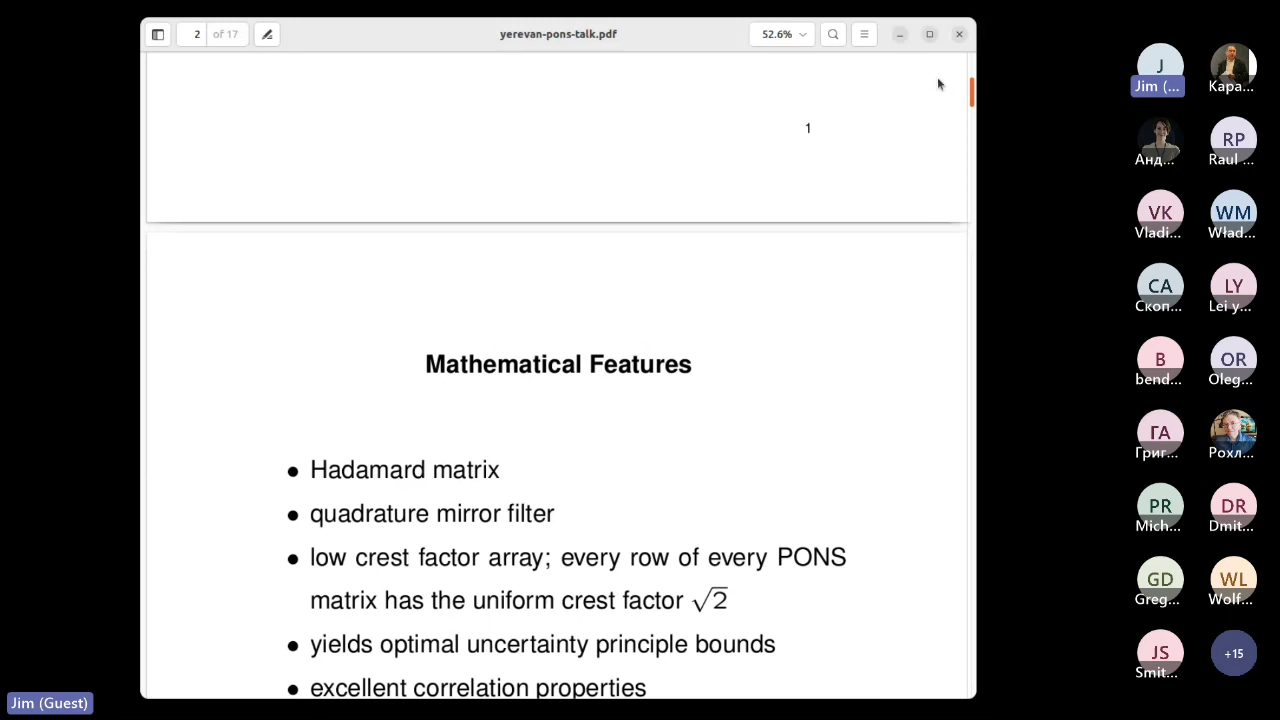 2 of 17
yerevan-pons-talk.pdf
52.6%
1
Mathematical Features
• Hadamard matrix
• quadrature mirror filter
• low crest factor array; every row of every PONS
matrix has the uniform crest factor √2
• yields optimal uncertainty principle bounds
• excellent correlation properties
J
Jim (...
Кара...
Анд...
RP
Raul ...
VK
Vladi...
WM
Wład...
CA
Скоп...
LY
Lei y...
B
bend...
OR
Oleg...
ГА
Григ...
Рохл...
PR
Mich...
DR
Dmit...
GD
Greg...
WL
Wolf...
JS
Smit...
+15
Jim (Guest)